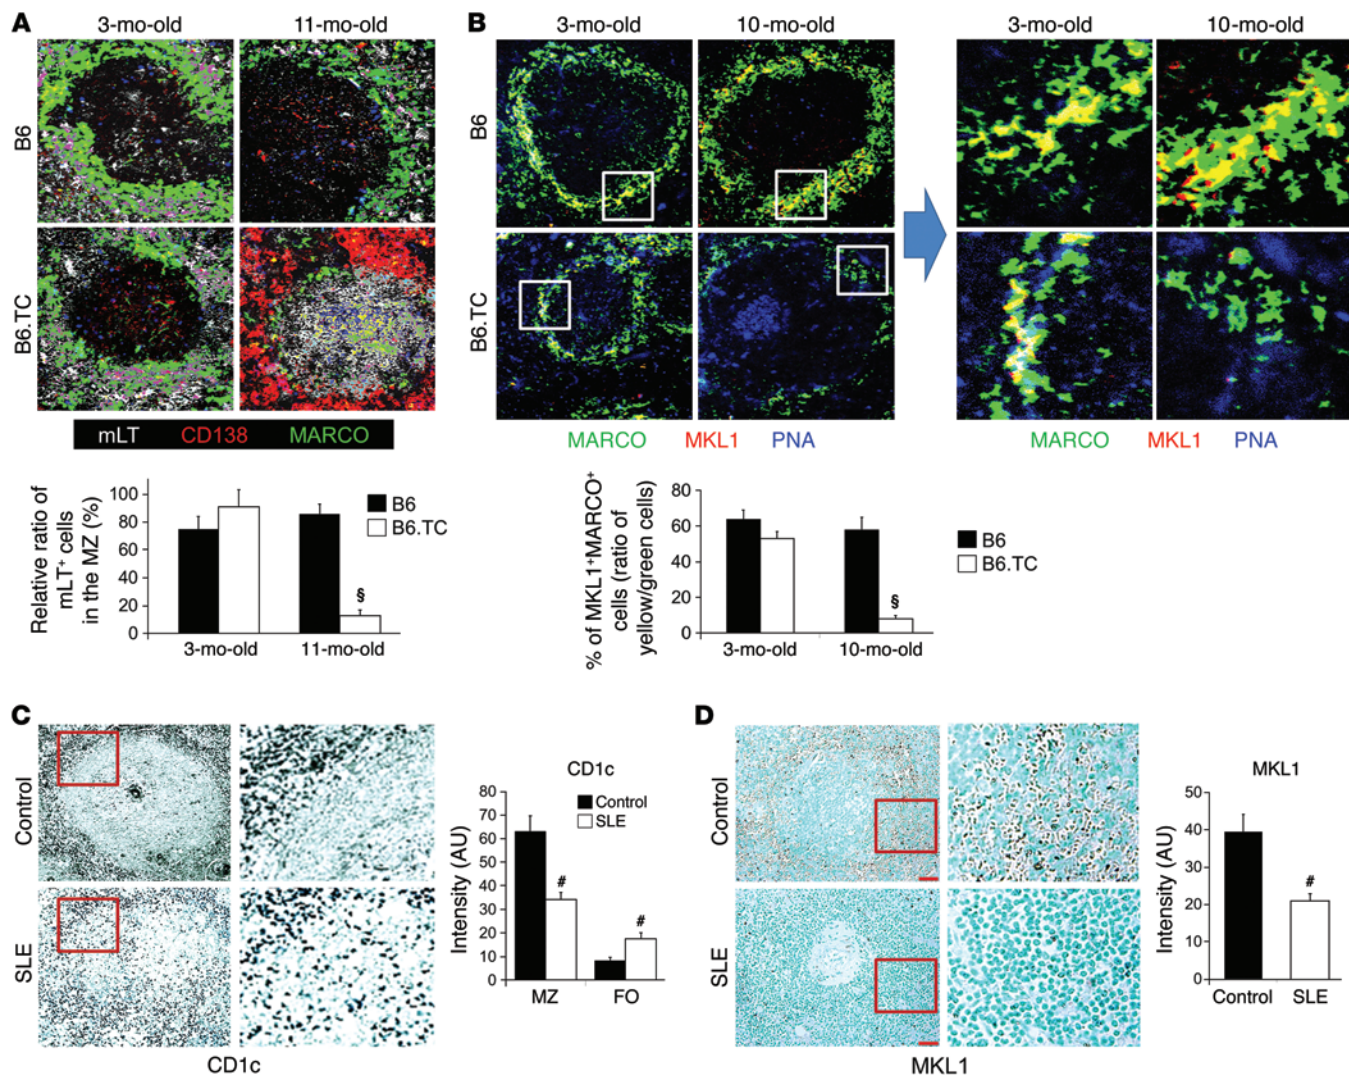 A
3-mo-old 11-mo-old
B6
B6.TC
mLT CD138 MARCO
Relative ratio of
mLT+ cells
in the MZ (%)
100
80
60
40
20
0
§
B6
B6.TC
3-mo-old 11-mo-old
B
3-mo-old 10-mo-old 3-mo-old 10-mo-old
B6
B6.TC
MARCO MKL1 PNA MARCO MKL1 PNA
% of MKL1+MARCO+
cells (ratio of
yellow/green cells)
80
60
40
20
0
§
B6
B6.TC
3-mo-old 10-mo-old
C
Control
SLE
CD1c
CD1c
Intensity (AU)
80
70
60
50
40
30
20
10
0
Control
SLE
# #
MZ FO
D
Control
SLE
MKL1
MKL1
Intensity (AU)
50
40
30
20
10
0
#
Control SLE